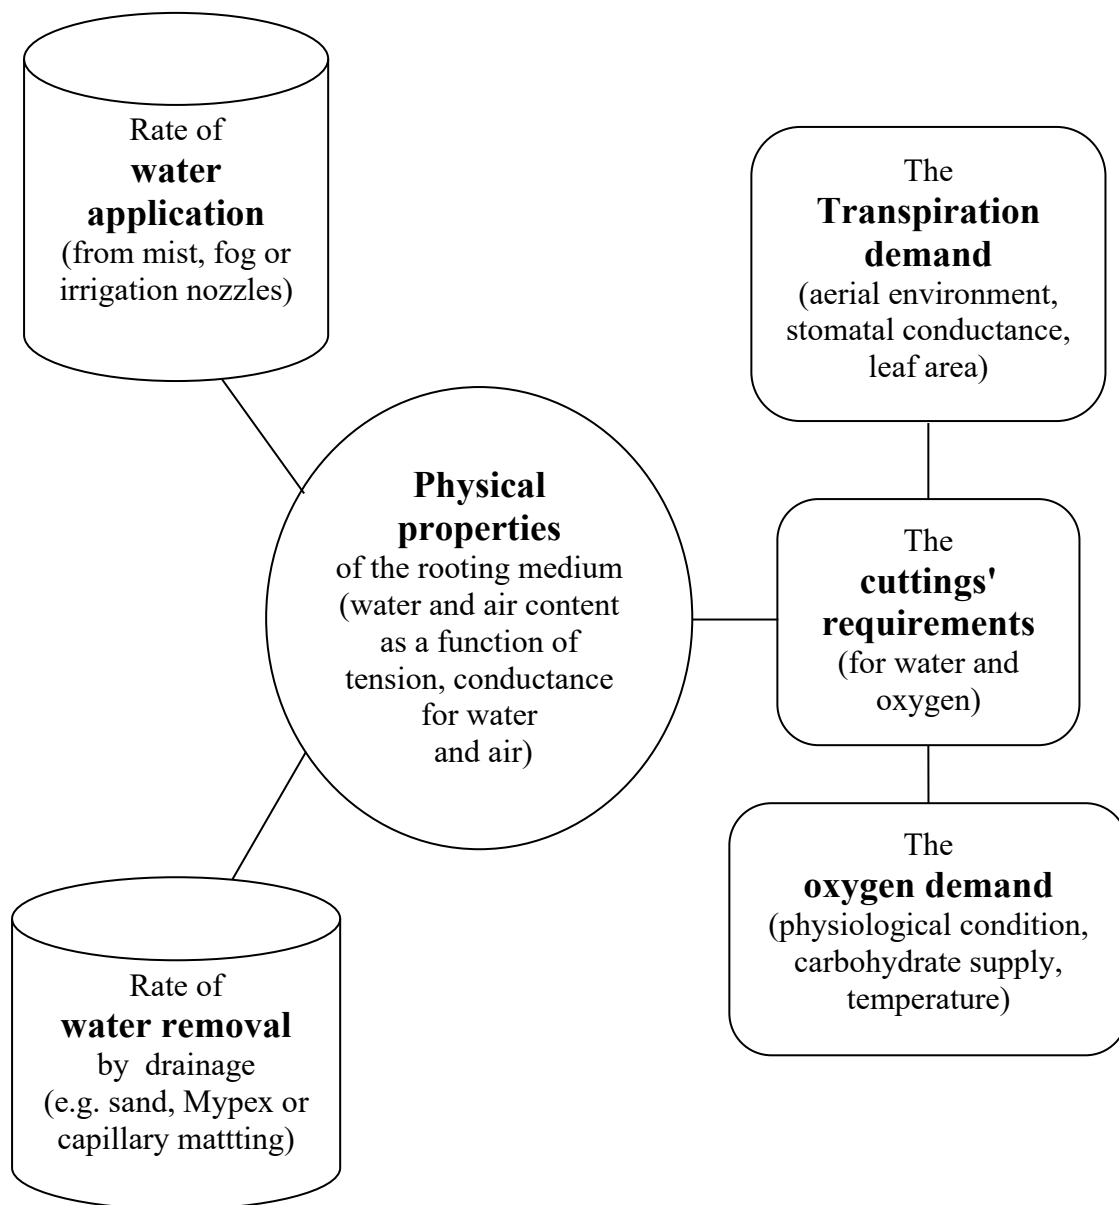 Rate of
water
application
(from mist, fog or
irrigation nozzles)
The
Transpiration
demand
(aerial environment,
stomatal conductance,
leaf area)
Physical
properties
of the rooting medium
(water and air content
as a function of
tension, conductance
for water
and air)
The
cuttings'
requirements
(for water and
oxygen)
The
oxygen demand
(physiological condition,
carbohydrate supply,
temperature)
Rate of
water removal
by drainage
(e.g. sand, Mypex or
capillary mattting)